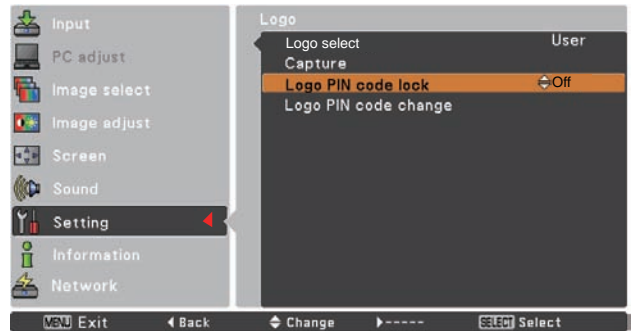 Input
PC adjust
Image select
Image adjust
Screen
Sound
Setting
Information
Network
Logo
Logo select User
Capture
Logo PIN code lock Off
Logo PIN code change
MENU Exit Back Change ----- SELECT Select